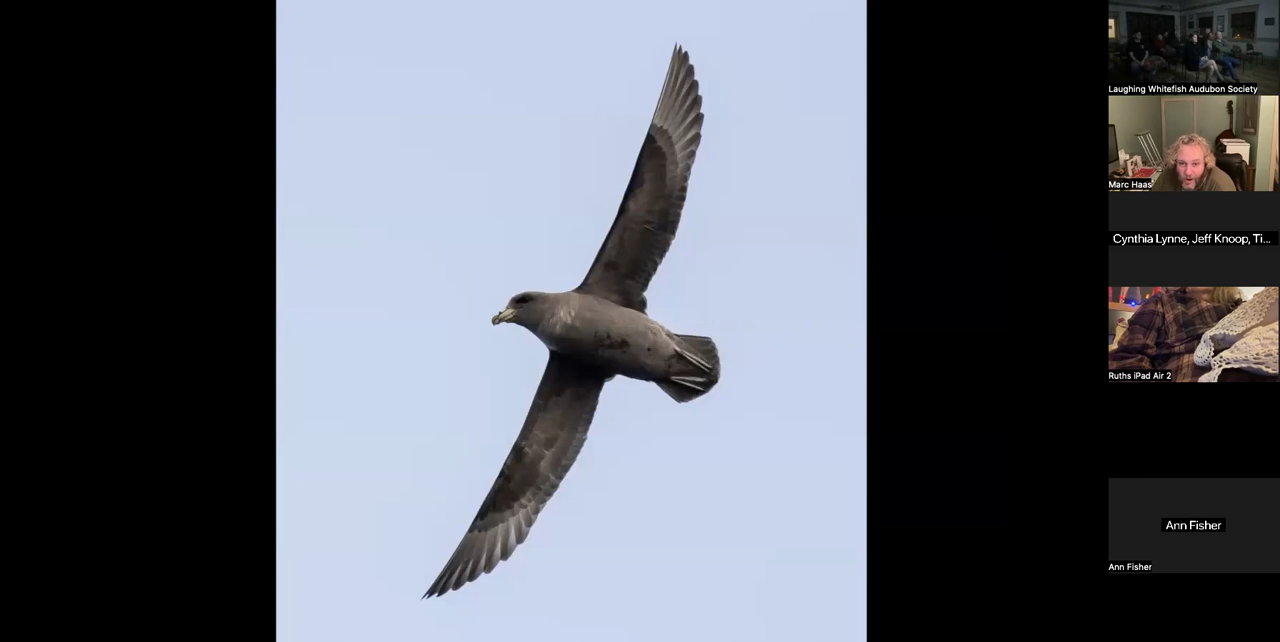 Laughing Whitefish Audubon Society
Marc Haas
Cynthia Lynne, Jeff Knoop, Ti...
Ruths iPad Air 2
Ann Fisher
Ann Fisher